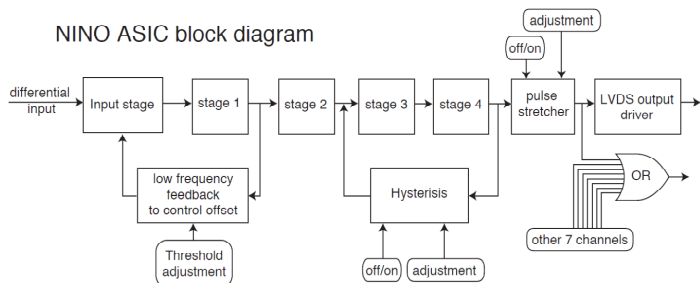 NINO ASIC block diagram
adjustment
off/on
differential
input
Input stage
stage 1
stage 2
stage 3
stage 4
pulse
stretcher
LVDS output
driver
low frequency
feedback
to control offset
Hysterisis
OR
Threshold
adjustment
off/on
adjustment
other 7 channels